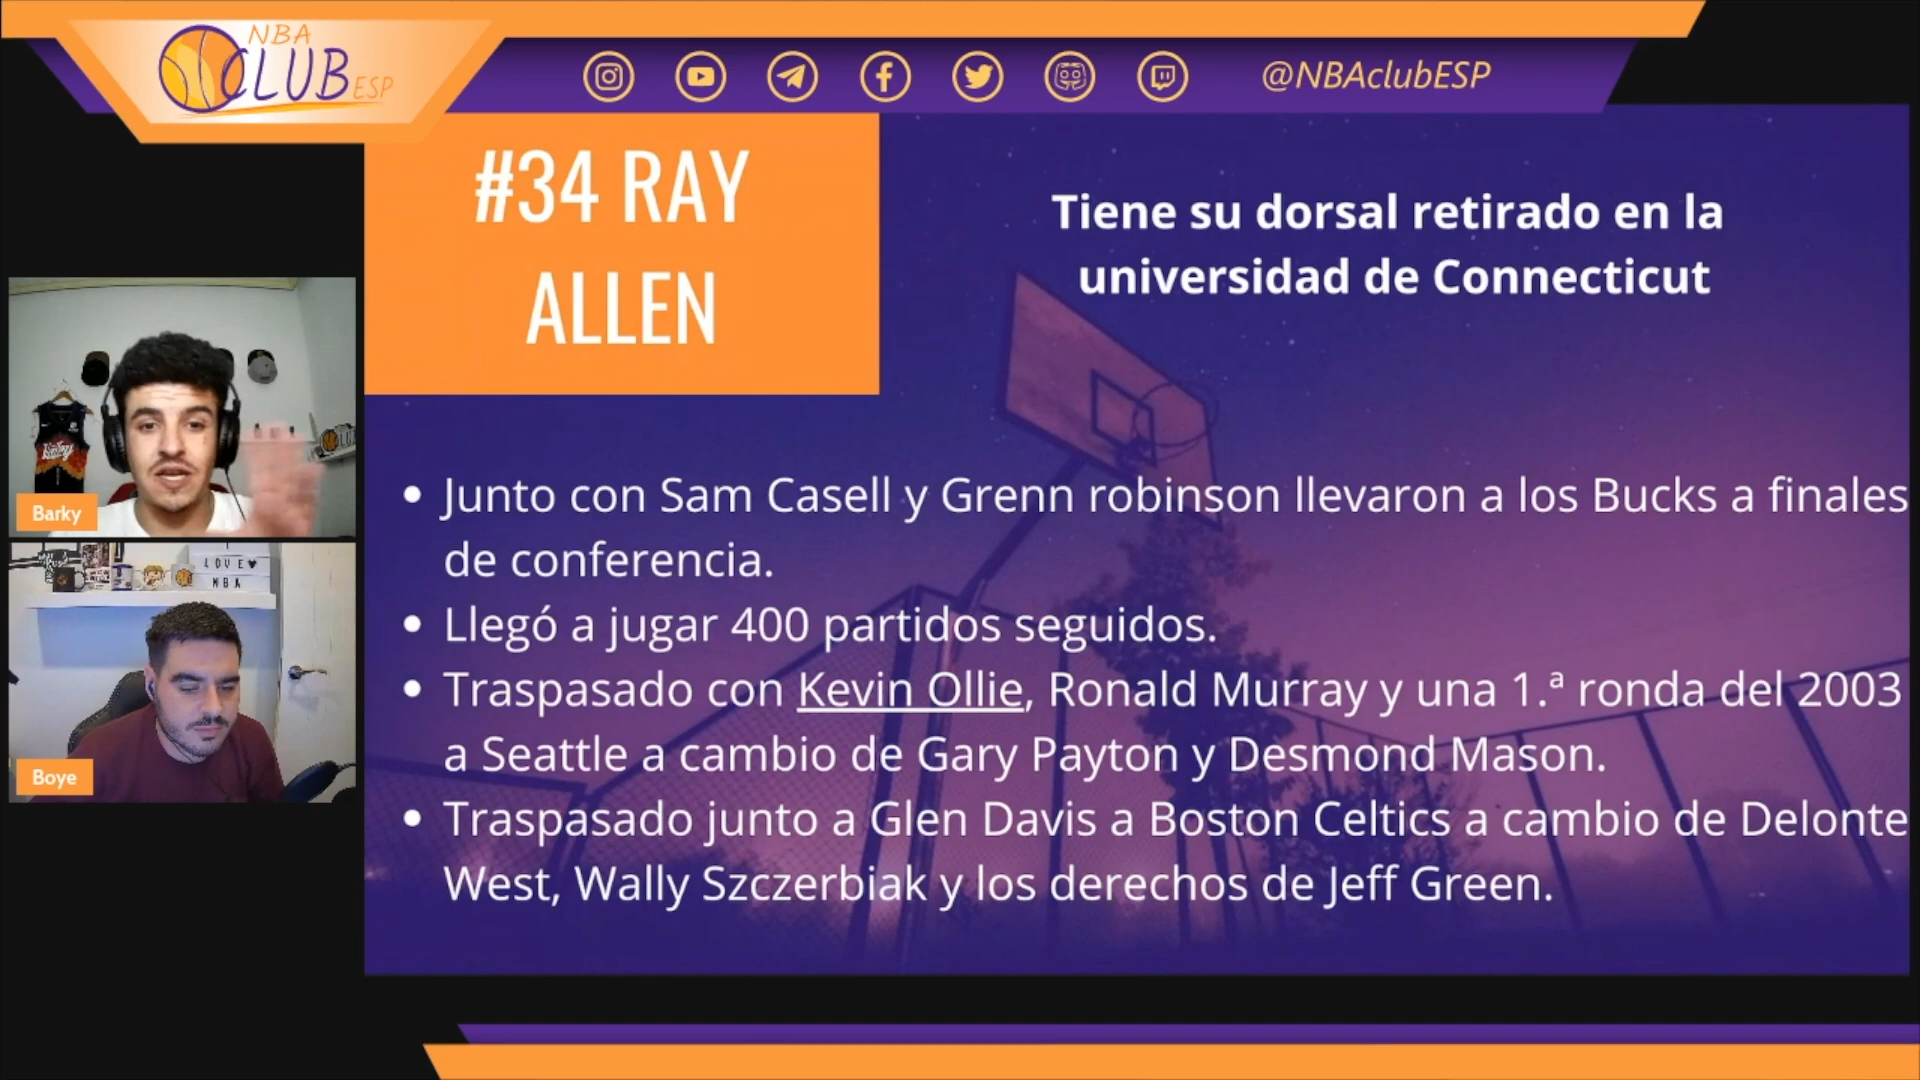 NBA
CLUB ESP
@NBAclubESP
#34 RAY
ALLEN
Tiene su dorsal retirado en la
universidad de Connecticut
• Junto con Sam Casell y Grenn robinson llevaron a los Bucks a finales
de conferencia.
• Llegó a jugar 400 partidos seguidos.
• Traspasado con Kevin Ollie, Ronald Murray y una 1.ª ronda del 2003
a Seattle a cambio de Gary Payton y Desmond Mason.
• Traspasado junto a Glen Davis a Boston Celtics a cambio de Delonte
West, Wally Szczerbiak y los derechos de Jeff Green.
Barky
LOVE♥
NBA
Boye